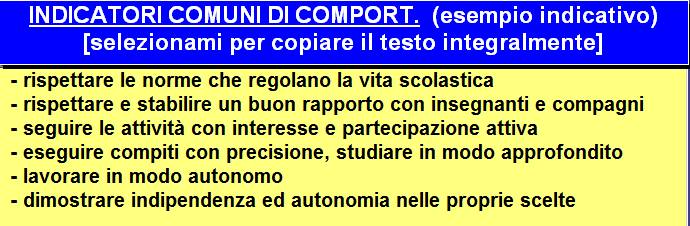 INDICATORI COMUNI DI COMPORT. (esempio indicativo)
[selezionami per copiare il testo integralmente]
- rispettare le norme che regolano la vita scolastica
- rispettare e stabilire un buon rapporto con insegnanti e compagni
- seguire le attività con interesse e partecipazione attiva
- eseguire compiti con precisione, studiare in modo approfondito
- lavorare in modo autonomo
- dimostrare indipendenza ed autonomia nelle proprie scelte